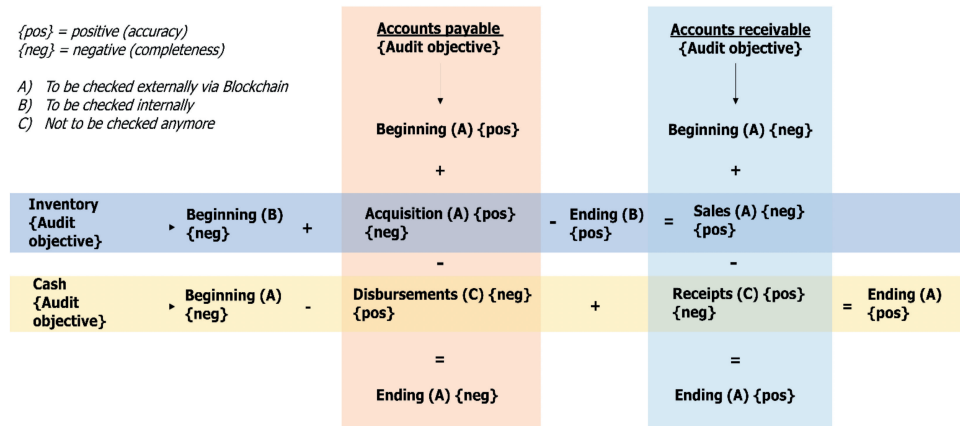 {pos} = positive (accuracy)
{neg} = negative (completeness)
A) To be checked externally via Blockchain
B) To be checked internally
C) Not to be checked anymore
Accounts payable
{Audit objective}
Accounts receivable
{Audit objective}
Beginning (A) {pos}
Beginning (A) {neg}
+
+
Inventory
{Audit
objective}
Beginning (B)
{neg}
+
Acquisition (A) {pos}
{neg}
-
Ending (B)
{pos}
=
Sales (A) {neg}
{pos}
-
-
Cash
{Audit
objective}
Beginning (A)
{neg}
-
Disbursements (C) {neg}
{pos}
+
Receipts (C) {pos}
{neg}
=
Ending (A)
{pos}
=
=
Ending (A) {neg}
Ending (A) {pos}